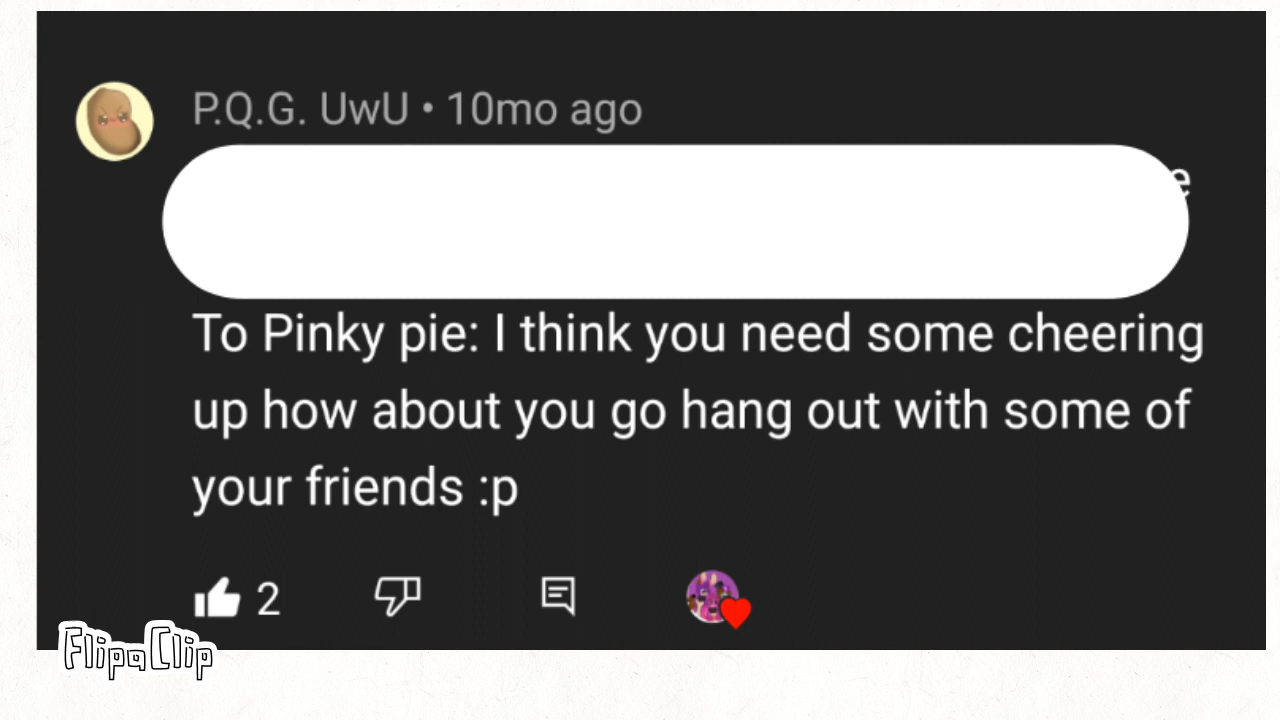 P.Q.G. UwU • 10mo ago
To Pinky pie: I think you need some cheering
up how about you go hang out with some of
your friends :p
2
FlipaClip